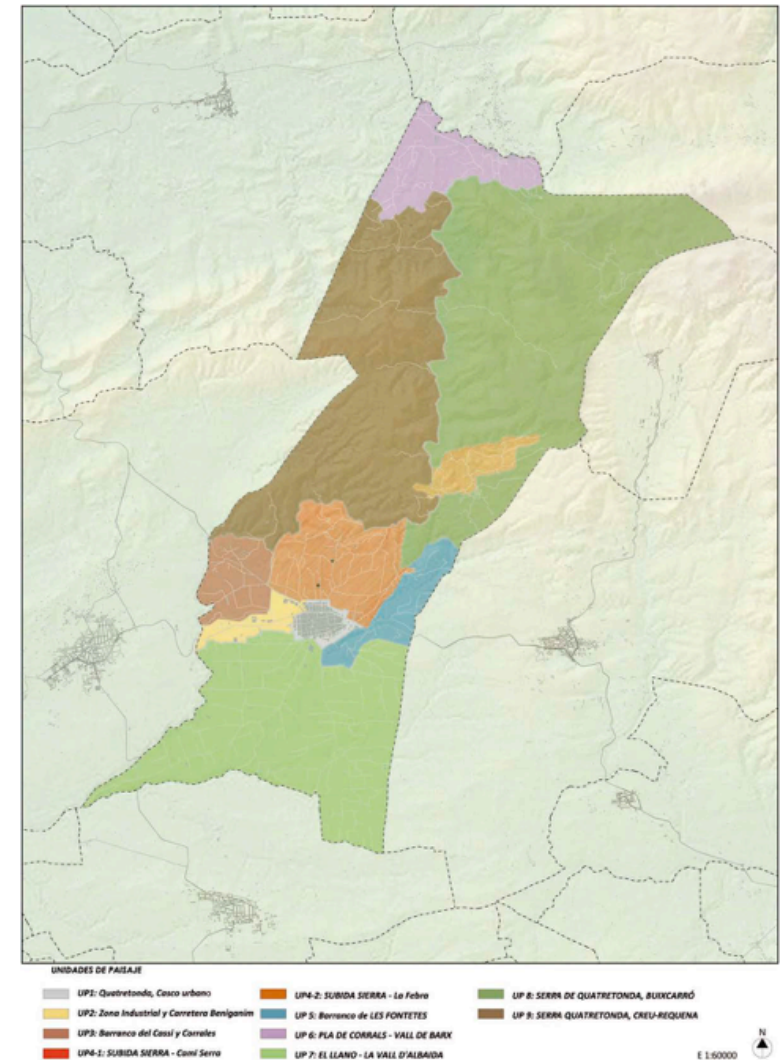 UNIDADES DE PAISAJE
UP1: Quatretonda, Casco urbano
UP2: Zona Industrial y Carretera Beniganim
UP3: Barranco del Cassi y Corrales
UP4-1: SUBIDA SIERRA - Camí Serra
UP4-2: SUBIDA SIERRA - La Febra
UP 5: Barranco de LES FONTETES
UP 6: PLA DE CORRALS - VALL DE BARX
UP 7: EL LLANO - LA VALL D'ALBAIDA
UP 8: SERRA DE QUATRETONDA, BUIXCARRÓ
UP 9: SERRA QUATRETONDA, CREU-REQUENA
E 1:60000
N